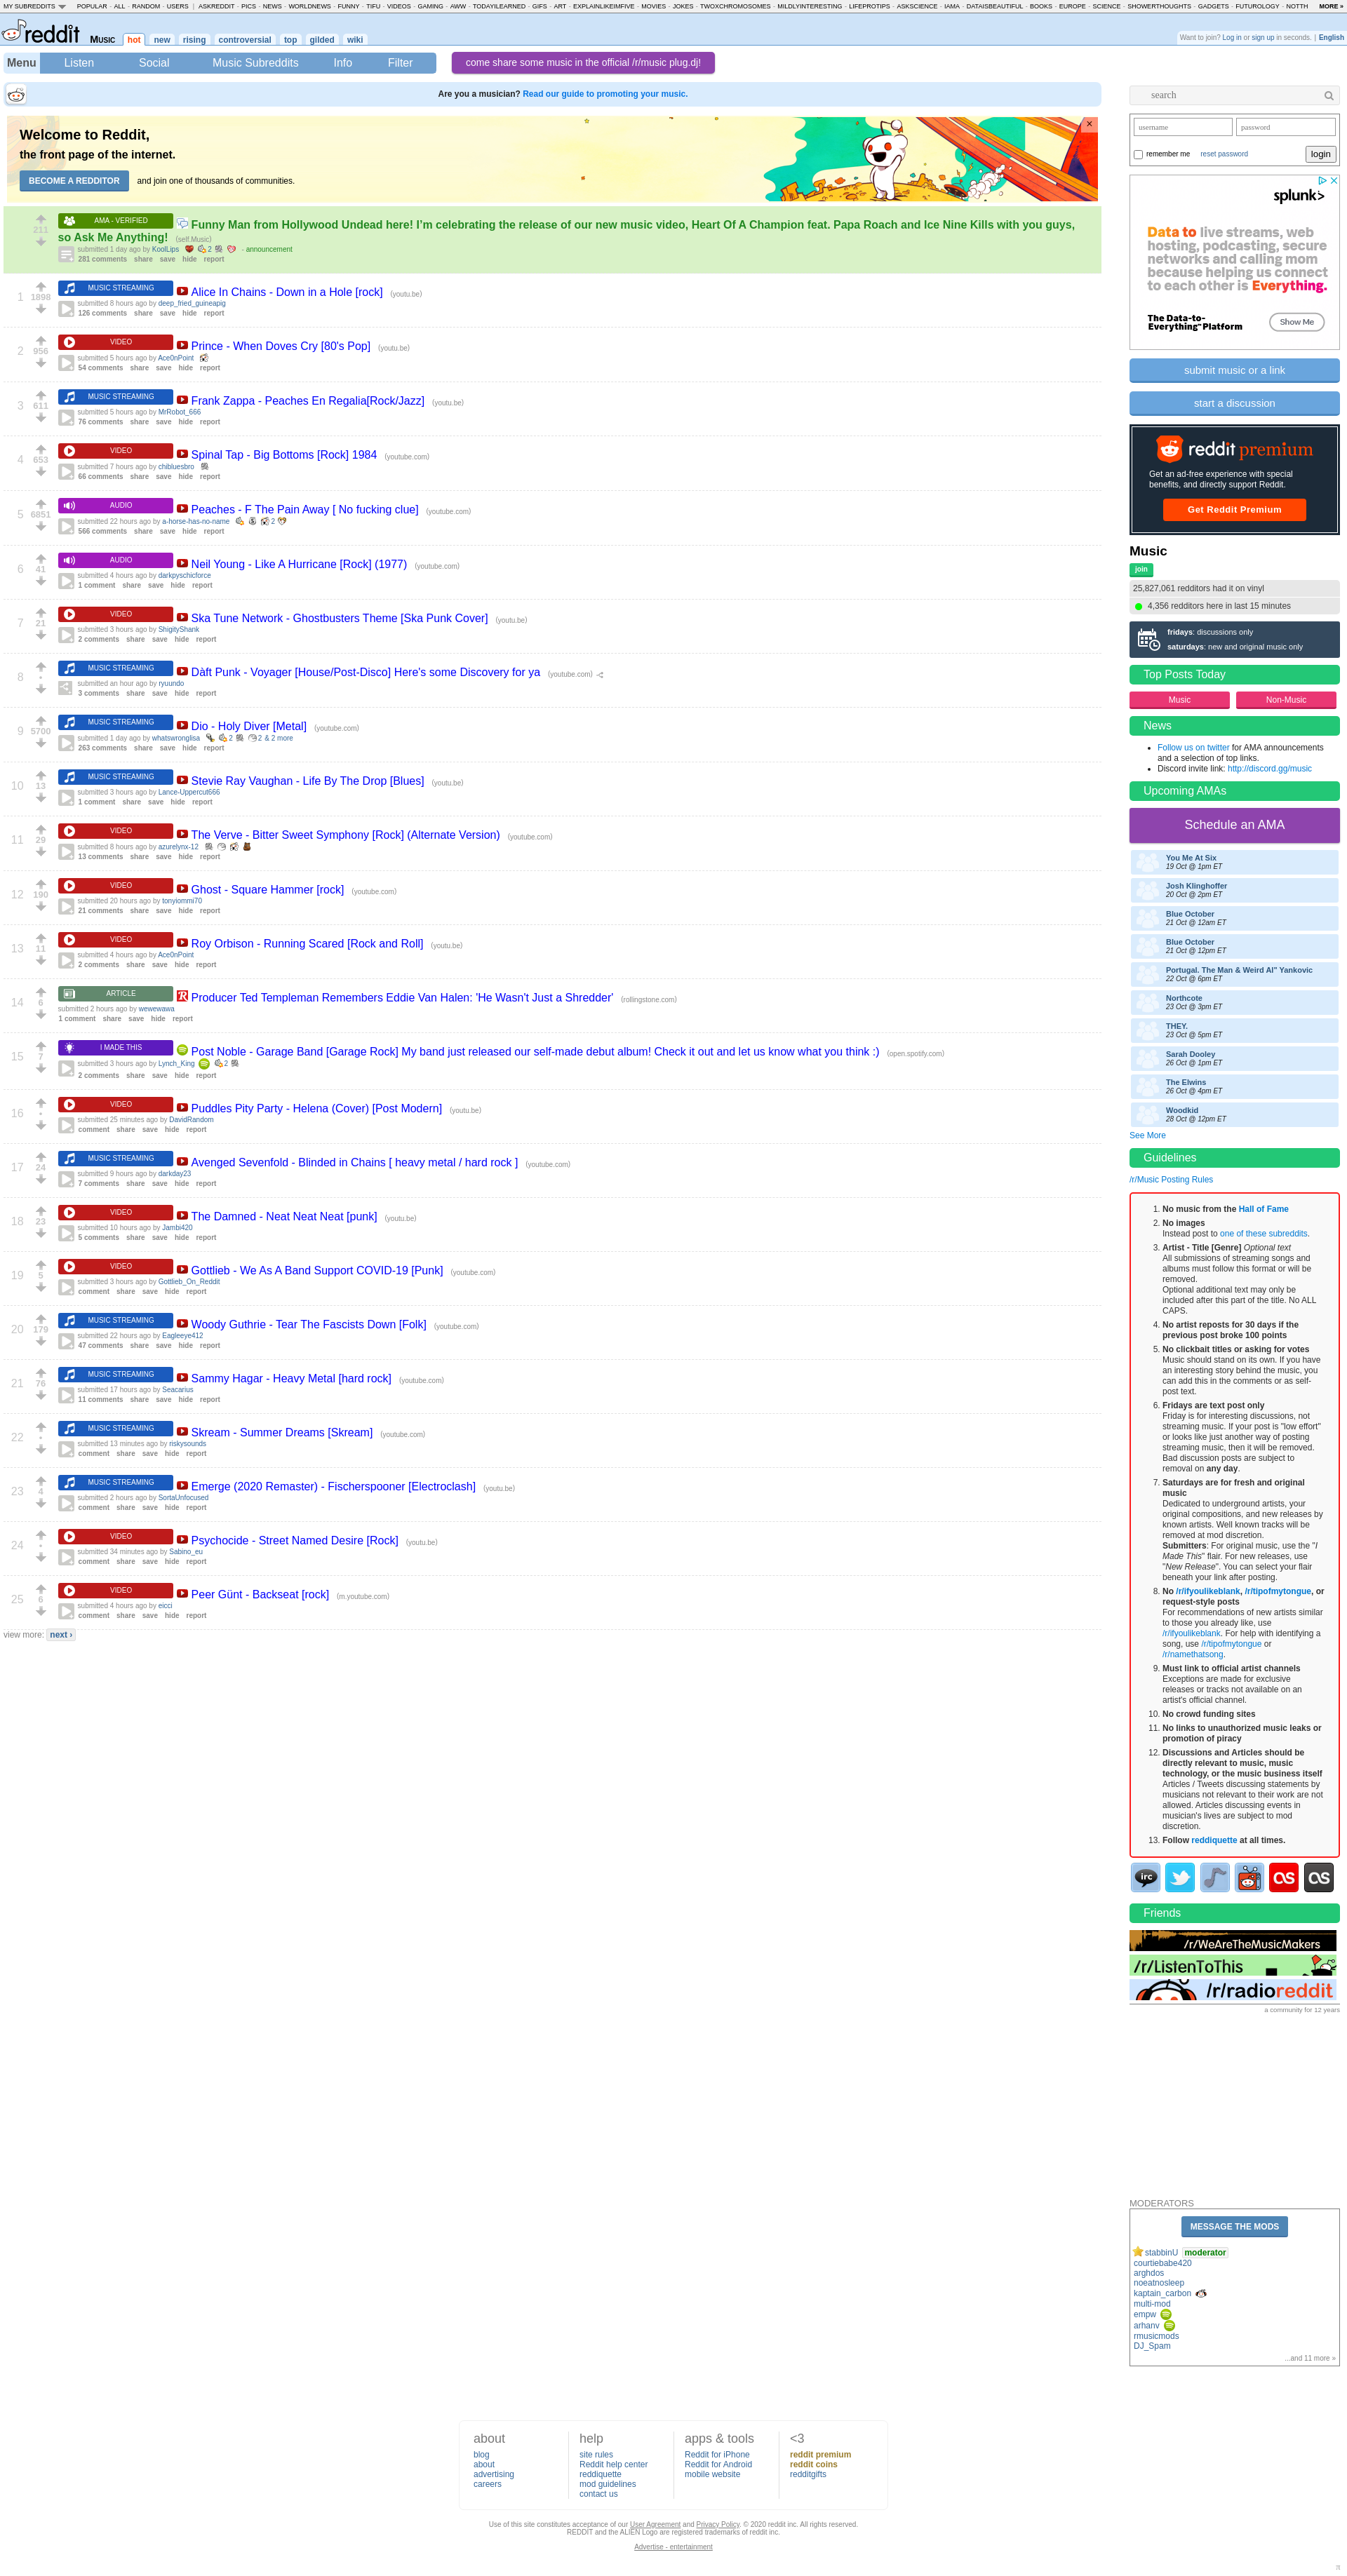 MY SUBREDDITS POPULAR - ALL - RANDOM - USERS | ASKREDDIT - PICS - NEWS - WORLDNEWS - FUNNY - TIFU - VIDEOS - GAMING - AWW - TODAYILEARNED - GIFS - ART - EXPLAINLIKEIMFIVE - MOVIES - JOKES - TWOXCHROMOSOMES - MILDLYINTERESTING - LIFEPROTIPS - ASKSCIENCE - IAMA - DATAISBEAUTIFUL - BOOKS - EUROPE - SCIENCE - SHOWERTHOUGHTS - GADGETS - FUTUROLOGY - NOTTH MORE »
reddit MUSIC hot new rising controversial top gilded wiki
Want to join? Log in or sign up in seconds. | English
Menu Listen Social Music Subreddits Info Filter
come share some music in the official /r/music plug.dj!
Are you a musician? Read our guide to promoting your music.
Welcome to Reddit,
the front page of the internet.
BECOME A REDDITOR and join one of thousands of communities.
×
211
AMA - VERIFIED Funny Man from Hollywood Undead here! I'm celebrating the release of our new music video, Heart Of A Champion feat. Papa Roach and Ice Nine Kills with you guys,
so Ask Me Anything! (self.Music)
submitted 1 day ago by KoolLips 2 - announcement
281 comments share save hide report
1 1898 MUSIC STREAMING Alice In Chains - Down in a Hole [rock] (youtu.be)
submitted 8 hours ago by deep_fried_guineapig
126 comments share save hide report
2 956 VIDEO Prince - When Doves Cry [80's Pop] (youtu.be)
submitted 5 hours ago by Ace0nPoint
54 comments share save hide report
3 611 MUSIC STREAMING Frank Zappa - Peaches En Regalia[Rock/Jazz] (youtu.be)
submitted 5 hours ago by MrRobot_666
76 comments share save hide report
4 653 VIDEO Spinal Tap - Big Bottoms [Rock] 1984 (youtube.com)
submitted 7 hours ago by chibluesbro
66 comments share save hide report
5 6851 AUDIO Peaches - F The Pain Away [ No fucking clue] (youtube.com)
submitted 22 hours ago by a-horse-has-no-name 2
566 comments share save hide report
6 41 AUDIO Neil Young - Like A Hurricane [Rock] (1977) (youtube.com)
submitted 4 hours ago by darkpyschicforce
1 comment share save hide report
7 21 VIDEO Ska Tune Network - Ghostbusters Theme [Ska Punk Cover] (youtu.be)
submitted 3 hours ago by ShigityShank
2 comments share save hide report
8 • MUSIC STREAMING Dàft Punk - Voyager [House/Post-Disco] Here's some Discovery for ya (youtube.com)
submitted an hour ago by ryuundo
3 comments share save hide report
9 5700 MUSIC STREAMING Dio - Holy Diver [Metal] (youtube.com)
submitted 1 day ago by whatswronglisa 2 2 & 2 more
263 comments share save hide report
10 13 MUSIC STREAMING Stevie Ray Vaughan - Life By The Drop [Blues] (youtu.be)
submitted 3 hours ago by Lance-Uppercut666
1 comment share save hide report
11 29 VIDEO The Verve - Bitter Sweet Symphony [Rock] (Alternate Version) (youtube.com)
submitted 8 hours ago by azurelynx-12
13 comments share save hide report
12 190 VIDEO Ghost - Square Hammer [rock] (youtube.com)
submitted 20 hours ago by tonyiommi70
21 comments share save hide report
13 11 VIDEO Roy Orbison - Running Scared [Rock and Roll] (youtu.be)
submitted 4 hours ago by Ace0nPoint
2 comments share save hide report
14 6 ARTICLE Producer Ted Templeman Remembers Eddie Van Halen: 'He Wasn't Just a Shredder' (rollingstone.com)
submitted 2 hours ago by wewewawa
1 comment share save hide report
15 7 I MADE THIS Post Noble - Garage Band [Garage Rock] My band just released our self-made debut album! Check it out and let us know what you think :) (open.spotify.com)
submitted 3 hours ago by Lynch_King 2
2 comments share save hide report
16 • VIDEO Puddles Pity Party - Helena (Cover) [Post Modern] (youtu.be)
submitted 25 minutes ago by DavidRandom
comment share save hide report
17 24 MUSIC STREAMING Avenged Sevenfold - Blinded in Chains [ heavy metal / hard rock ] (youtube.com)
submitted 9 hours ago by darkday23
7 comments share save hide report
18 23 VIDEO The Damned - Neat Neat Neat [punk] (youtu.be)
submitted 10 hours ago by Jambi420
5 comments share save hide report
19 5 VIDEO Gottlieb - We As A Band Support COVID-19 [Punk] (youtube.com)
submitted 3 hours ago by Gottlieb_On_Reddit
comment share save hide report
20 179 MUSIC STREAMING Woody Guthrie - Tear The Fascists Down [Folk] (youtube.com)
submitted 22 hours ago by Eagleeye412
47 comments share save hide report
21 76 MUSIC STREAMING Sammy Hagar - Heavy Metal [hard rock] (youtube.com)
submitted 17 hours ago by Seacarius
11 comments share save hide report
22 • MUSIC STREAMING Skream - Summer Dreams [Skream] (youtube.com)
submitted 13 minutes ago by riskysounds
comment share save hide report
23 4 MUSIC STREAMING Emerge (2020 Remaster) - Fischerspooner [Electroclash] (youtu.be)
submitted 2 hours ago by SortaUnfocused
comment share save hide report
24 • VIDEO Psychocide - Street Named Desire [Rock] (youtu.be)
submitted 34 minutes ago by Sabino_eu
comment share save hide report
25 6 VIDEO Peer Günt - Backseat [rock] (m.youtube.com)
submitted 4 hours ago by eicci
comment share save hide report
view more: next ›
search
username password
remember me reset password login
splunk>
Data to live streams, web
hosting, podcasting, secure
networks and calling mom
because helping us connect
to each other is Everything.
The Data-to-
Everything™ Platform
Show Me
submit music or a link
start a discussion
reddit premium
Get an ad-free experience with special
benefits, and directly support Reddit.
Get Reddit Premium
Music
join
25,827,061 redditors had it on vinyl
4,356 redditors here in last 15 minutes
fridays: discussions only
saturdays: new and original music only
Top Posts Today
Music Non-Music
News
• Follow us on twitter for AMA announcements
and a selection of top links.
• Discord invite link: http://discord.gg/music
Upcoming AMAs
Schedule an AMA
You Me At Six
19 Oct @ 1pm ET
Josh Klinghoffer
20 Oct @ 2pm ET
Blue October
21 Oct @ 12am ET
Blue October
21 Oct @ 12pm ET
Portugal. The Man & Weird Al" Yankovic
22 Oct @ 6pm ET
Northcote
23 Oct @ 3pm ET
THEY.
23 Oct @ 5pm ET
Sarah Dooley
26 Oct @ 1pm ET
The Elwins
26 Oct @ 4pm ET
Woodkid
28 Oct @ 12pm ET
See More
Guidelines
/r/Music Posting Rules
1. No music from the Hall of Fame
2. No images
Instead post to one of these subreddits.
3. Artist - Title [Genre] Optional text
All submissions of streaming songs and
albums must follow this format or will be
removed.
Optional additional text may only be
included after this part of the title. No ALL
CAPS.
4. No artist reposts for 30 days if the
previous post broke 100 points
5. No clickbait titles or asking for votes
Music should stand on its own. If you have
an interesting story behind the music, you
can add this in the comments or as self-
post text.
6. Fridays are text post only
Friday is for interesting discussions, not
streaming music. If your post is "low effort"
or looks like just another way of posting
streaming music, then it will be removed.
Bad discussion posts are subject to
removal on any day.
7. Saturdays are for fresh and original
music
Dedicated to underground artists, your
original compositions, and new releases by
known artists. Well known tracks will be
removed at mod discretion.
Submitters: For original music, use the "I
Made This" flair. For new releases, use
"New Release". You can select your flair
beneath your link after posting.
8. No /r/ifyoulikeblank, /r/tipofmytongue, or
request-style posts
For recommendations of new artists similar
to those you already like, use
/r/ifyoulikeblank. For help with identifying a
song, use /r/tipofmytongue or
/r/namethatsong.
9. Must link to official artist channels
Exceptions are made for exclusive
releases or tracks not available on an
artist's official channel.
10. No crowd funding sites
11. No links to unauthorized music leaks or
promotion of piracy
12. Discussions and Articles should be
directly relevant to music, music
technology, or the music business itself
Articles / Tweets discussing statements by
musicians not relevant to their work are not
allowed. Articles discussing events in
musician's lives are subject to mod
discretion.
13. Follow reddiquette at all times.
irc
Friends
/r/WeAreTheMusicMakers
/r/ListenToThis
/r/radioreddit
a community for 12 years
MODERATORS
MESSAGE THE MODS
stabbinU moderator
courtiebabe420
arghdos
noeatnosleep
kaptain_carbon
multi-mod
empw
arhanv
rmusicmods
DJ_Spam
...and 11 more »
about
blog
about
advertising
careers
help
site rules
Reddit help center
reddiquette
mod guidelines
contact us
apps & tools
Reddit for iPhone
Reddit for Android
mobile website
<3
reddit premium
reddit coins
redditgifts
Use of this site constitutes acceptance of our User Agreement and Privacy Policy. © 2020 reddit inc. All rights reserved.
REDDIT and the ALIEN Logo are registered trademarks of reddit inc.
Advertise - entertainment
π